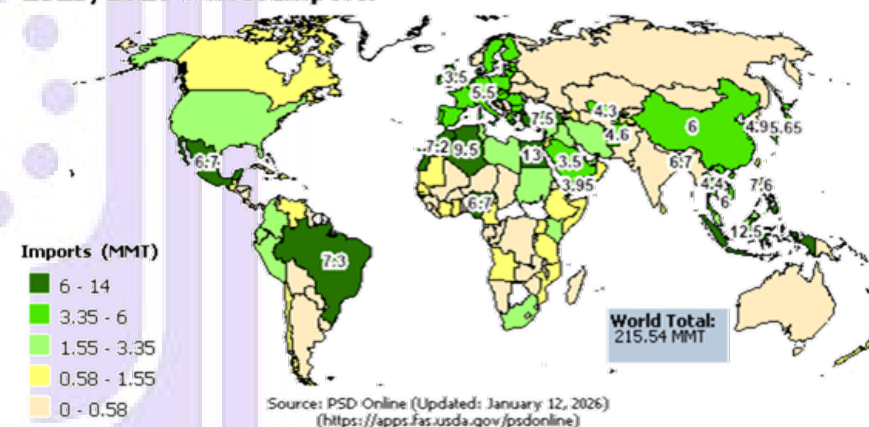 3.5
5.5
7.5
4.3
4.6
6
4.95
5.65
7.2
9.5
13
3.5
3.95
6.7
6.7
4.4
6
7.6
12.5
6.7
7.3
Imports (MMT)
6 - 14
3.35 - 6
1.55 - 3.35
0.58 - 1.55
0 - 0.58
World Total:
215.54 MMT
Source: PSD Online (Updated: January 12, 2026)
(https://apps.fas.usda.gov/psdonline)